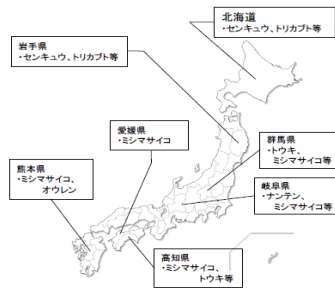 北海道
・センキュウ、トリカブト等
岩手県
・センキュウ、トリカブト等
愛媛県
・ミシマサイコ
群馬県
・トウキ、
ミシマサイコ等
熊本県
・ミシマサイコ、
オウレン
岐阜県
・ナンテン、
ミシマサイコ等
高知県
・ミシマサイコ、
トウキ等